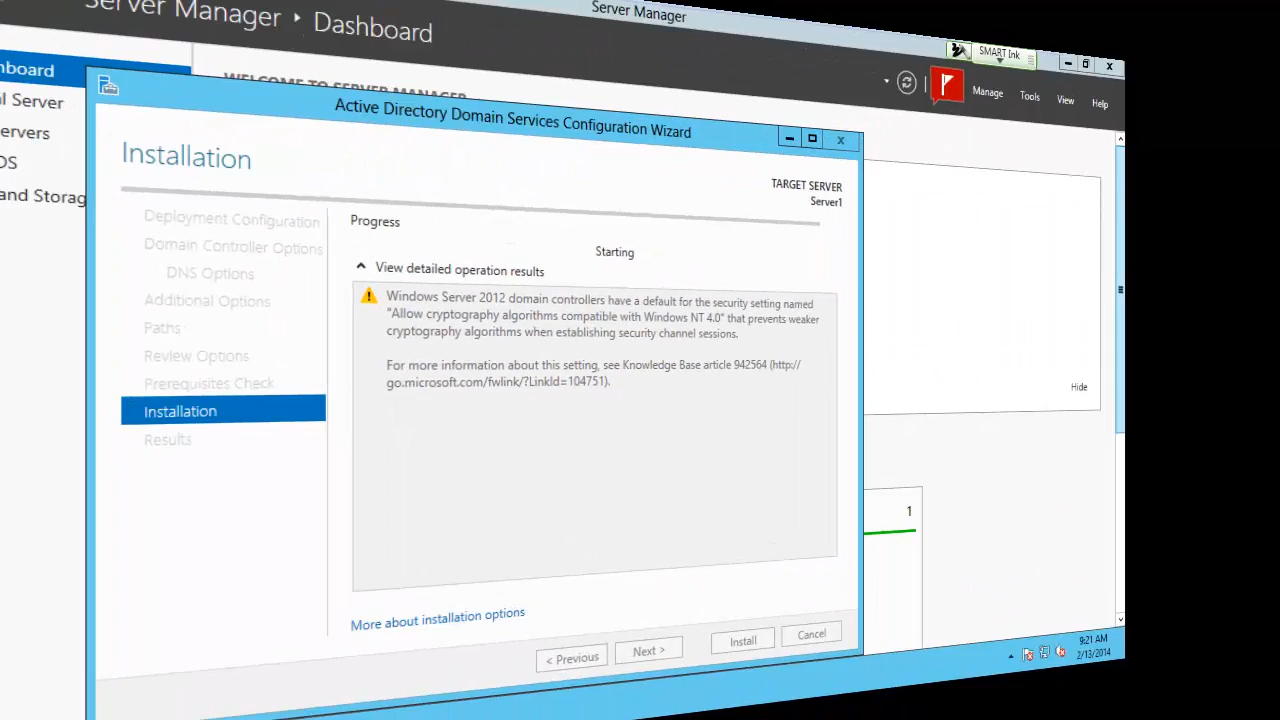 Server Manager
Server Manager ‣ Dashboard
SMART Ink
Manage
Tools
View
Help
WELCOME TO SERVER MANAGER
Active Directory Domain Services Configuration Wizard
Installation
TARGET SERVER
Server1
Deployment Configuration
Domain Controller Options
DNS Options
Additional Options
Paths
Review Options
Prerequisites Check
Installation
Results
Progress
Starting
View detailed operation results
Windows Server 2012 domain controllers have a default for the security setting named
"Allow cryptography algorithms compatible with Windows NT 4.0" that prevents weaker
cryptography algorithms when establishing security channel sessions.
For more information about this setting, see Knowledge Base article 942564 (http://
go.microsoft.com/fwlink/?LinkId=104751).
More about installation options
< Previous
Next >
Install
Cancel
Hide
1
9:21 AM
2/13/2014